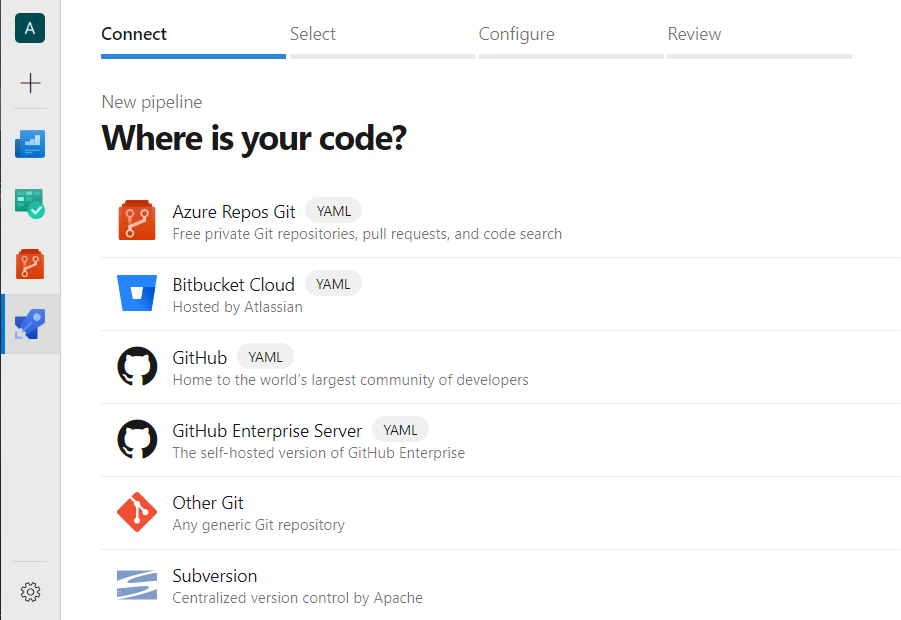 A
Connect
Select
Configure
Review
New pipeline
Where is your code?
Azure Repos Git
YAML
Free private Git repositories, pull requests, and code search
Bitbucket Cloud
YAML
Hosted by Atlassian
GitHub
YAML
Home to the world's largest community of developers
GitHub Enterprise Server
YAML
The self-hosted version of GitHub Enterprise
Other Git
Any generic Git repository
Subversion
Centralized version control by Apache